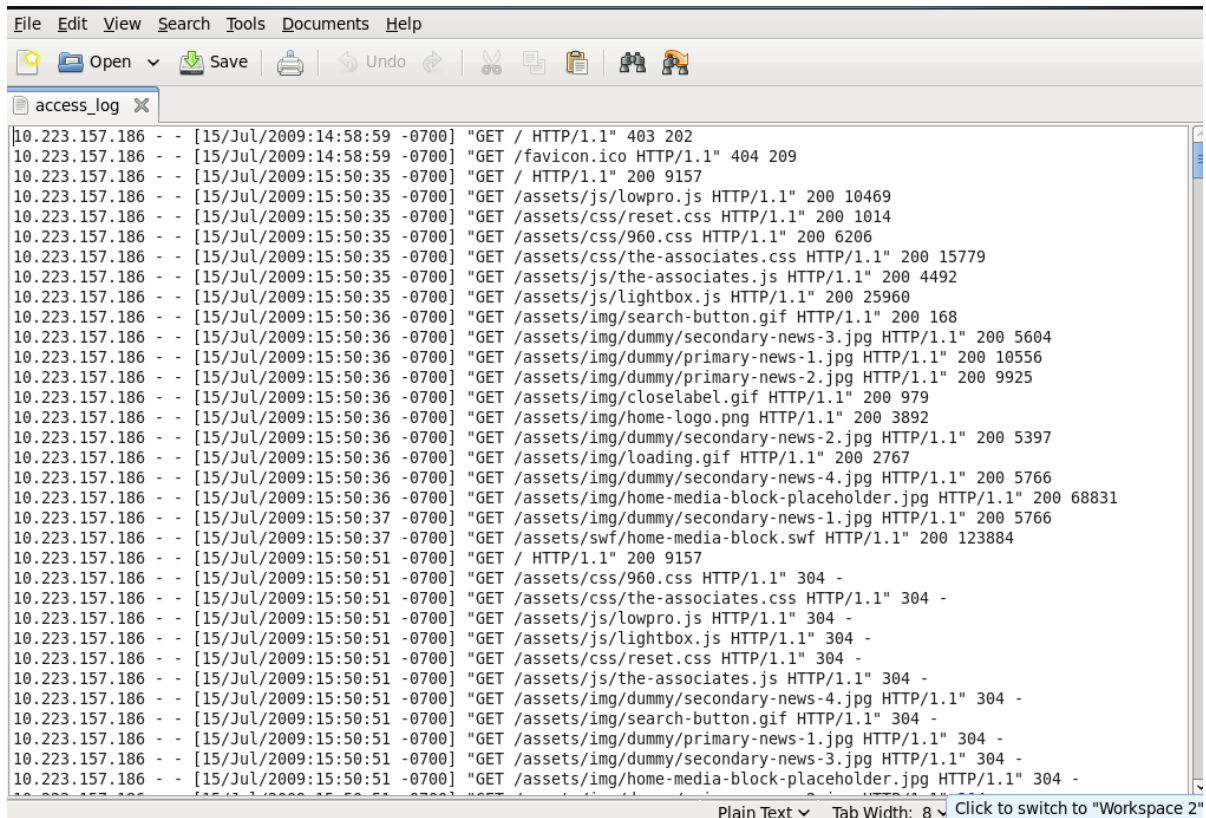 File Edit View Search Tools Documents Help
Open Save Undo
access_log
10.223.157.186 - - [15/Jul/2009:14:58:59 -0700] "GET / HTTP/1.1" 403 202
10.223.157.186 - - [15/Jul/2009:14:58:59 -0700] "GET /favicon.ico HTTP/1.1" 404 209
10.223.157.186 - - [15/Jul/2009:15:50:35 -0700] "GET / HTTP/1.1" 200 9157
10.223.157.186 - - [15/Jul/2009:15:50:35 -0700] "GET /assets/js/lowpro.js HTTP/1.1" 200 10469
10.223.157.186 - - [15/Jul/2009:15:50:35 -0700] "GET /assets/css/reset.css HTTP/1.1" 200 1014
10.223.157.186 - - [15/Jul/2009:15:50:35 -0700] "GET /assets/css/960.css HTTP/1.1" 200 6206
10.223.157.186 - - [15/Jul/2009:15:50:35 -0700] "GET /assets/css/the-associates.css HTTP/1.1" 200 15779
10.223.157.186 - - [15/Jul/2009:15:50:35 -0700] "GET /assets/js/the-associates.js HTTP/1.1" 200 4492
10.223.157.186 - - [15/Jul/2009:15:50:35 -0700] "GET /assets/js/lightbox.js HTTP/1.1" 200 25960
10.223.157.186 - - [15/Jul/2009:15:50:36 -0700] "GET /assets/img/search-button.gif HTTP/1.1" 200 168
10.223.157.186 - - [15/Jul/2009:15:50:36 -0700] "GET /assets/img/dummy/secondary-news-3.jpg HTTP/1.1" 200 5604
10.223.157.186 - - [15/Jul/2009:15:50:36 -0700] "GET /assets/img/dummy/primary-news-1.jpg HTTP/1.1" 200 10556
10.223.157.186 - - [15/Jul/2009:15:50:36 -0700] "GET /assets/img/dummy/primary-news-2.jpg HTTP/1.1" 200 9925
10.223.157.186 - - [15/Jul/2009:15:50:36 -0700] "GET /assets/img/closelabel.gif HTTP/1.1" 200 979
10.223.157.186 - - [15/Jul/2009:15:50:36 -0700] "GET /assets/img/home-logo.png HTTP/1.1" 200 3892
10.223.157.186 - - [15/Jul/2009:15:50:36 -0700] "GET /assets/img/dummy/secondary-news-2.jpg HTTP/1.1" 200 5397
10.223.157.186 - - [15/Jul/2009:15:50:36 -0700] "GET /assets/img/loading.gif HTTP/1.1" 200 2767
10.223.157.186 - - [15/Jul/2009:15:50:36 -0700] "GET /assets/img/dummy/secondary-news-4.jpg HTTP/1.1" 200 5766
10.223.157.186 - - [15/Jul/2009:15:50:36 -0700] "GET /assets/img/home-media-block-placeholder.jpg HTTP/1.1" 200 68831
10.223.157.186 - - [15/Jul/2009:15:50:37 -0700] "GET /assets/img/dummy/secondary-news-1.jpg HTTP/1.1" 200 5766
10.223.157.186 - - [15/Jul/2009:15:50:37 -0700] "GET /assets/swf/home-media-block.swf HTTP/1.1" 200 123884
10.223.157.186 - - [15/Jul/2009:15:50:51 -0700] "GET / HTTP/1.1" 200 9157
10.223.157.186 - - [15/Jul/2009:15:50:51 -0700] "GET /assets/css/960.css HTTP/1.1" 304 -
10.223.157.186 - - [15/Jul/2009:15:50:51 -0700] "GET /assets/css/the-associates.css HTTP/1.1" 304 -
10.223.157.186 - - [15/Jul/2009:15:50:51 -0700] "GET /assets/js/lowpro.js HTTP/1.1" 304 -
10.223.157.186 - - [15/Jul/2009:15:50:51 -0700] "GET /assets/js/lightbox.js HTTP/1.1" 304 -
10.223.157.186 - - [15/Jul/2009:15:50:51 -0700] "GET /assets/css/reset.css HTTP/1.1" 304 -
10.223.157.186 - - [15/Jul/2009:15:50:51 -0700] "GET /assets/js/the-associates.js HTTP/1.1" 304 -
10.223.157.186 - - [15/Jul/2009:15:50:51 -0700] "GET /assets/img/dummy/secondary-news-4.jpg HTTP/1.1" 304 -
10.223.157.186 - - [15/Jul/2009:15:50:51 -0700] "GET /assets/img/search-button.gif HTTP/1.1" 304 -
10.223.157.186 - - [15/Jul/2009:15:50:51 -0700] "GET /assets/img/dummy/primary-news-1.jpg HTTP/1.1" 304 -
10.223.157.186 - - [15/Jul/2009:15:50:51 -0700] "GET /assets/img/dummy/secondary-news-3.jpg HTTP/1.1" 304 -
10.223.157.186 - - [15/Jul/2009:15:50:51 -0700] "GET /assets/img/home-media-block-placeholder.jpg HTTP/1.1" 304 -
Plain Text Tab Width: 8 Click to switch to "Workspace 2"